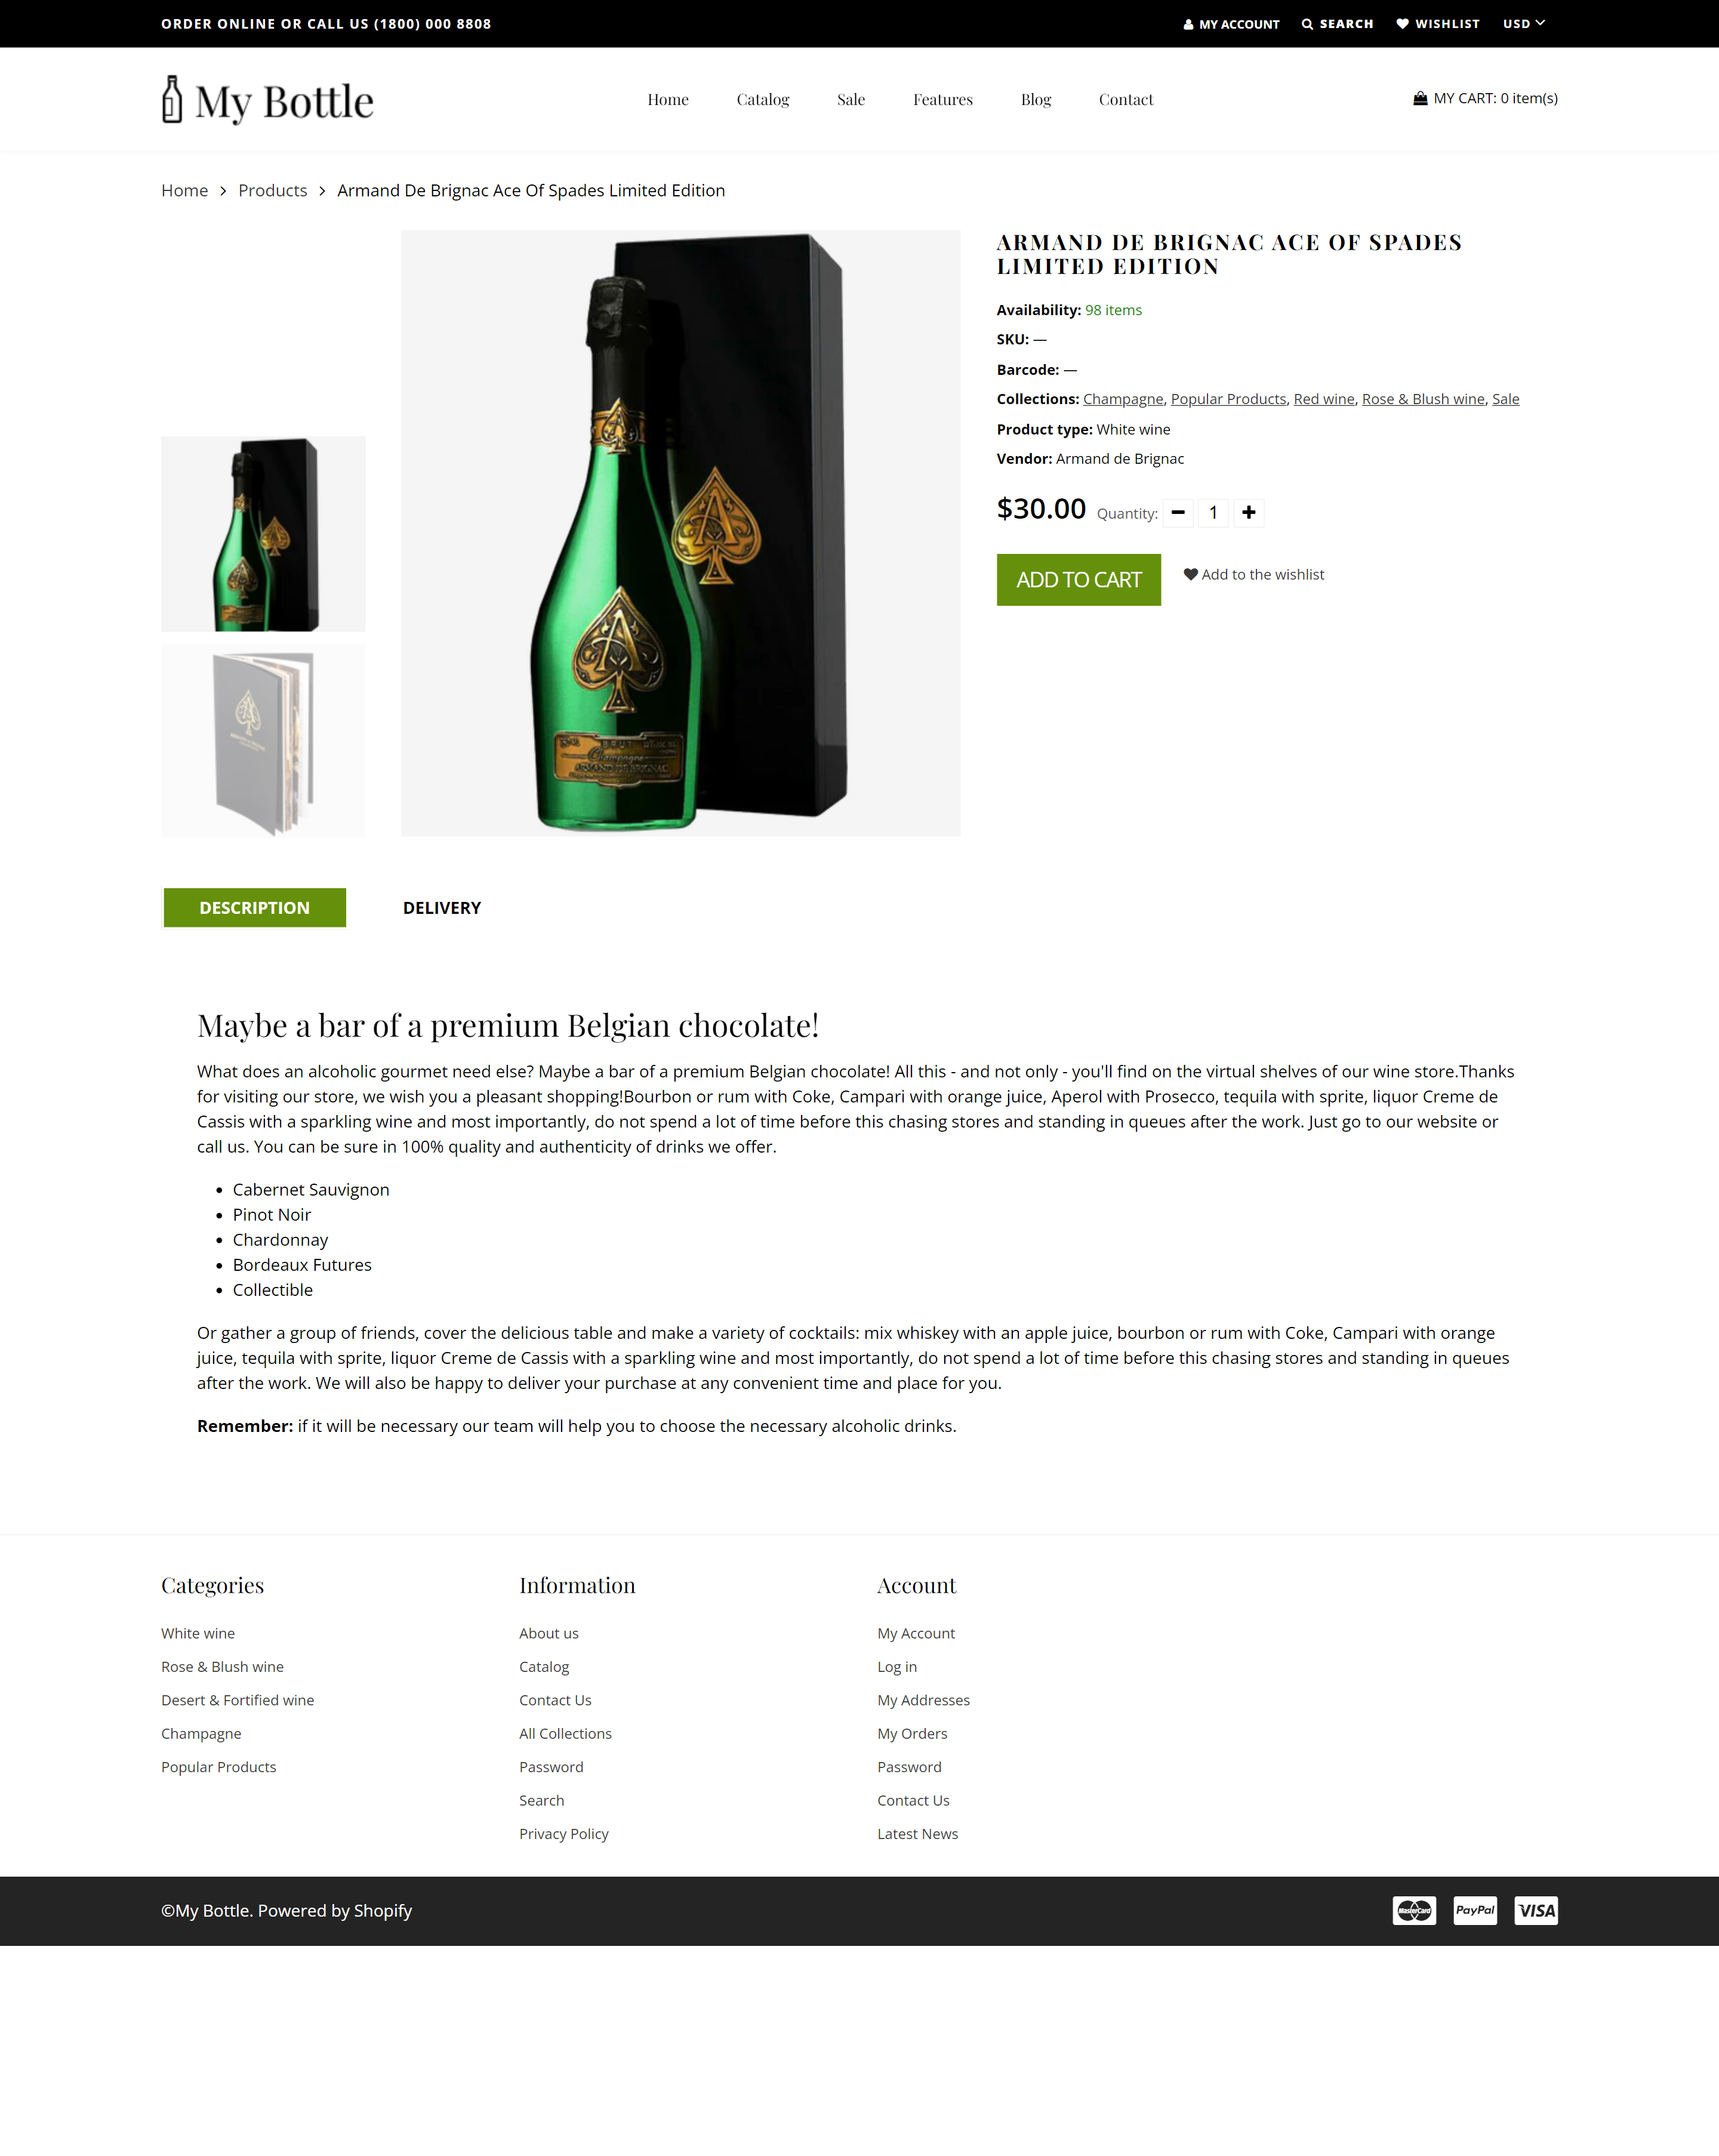 ORDER ONLINE OR CALL US (1800) 000 8808
MY ACCOUNT SEARCH WISHLIST USD
My Bottle
Home Catalog Sale Features Blog Contact
MY CART: 0 item(s)
Home > Products > Armand De Brignac Ace Of Spades Limited Edition
ARMAND DE BRIGNAC ACE OF SPADES
LIMITED EDITION
Availability: 98 items
SKU: —
Barcode: —
Collections: Champagne, Popular Products, Red wine, Rose & Blush wine, Sale
Product type: White wine
Vendor: Armand de Brignac
$30.00 Quantity: 1
ADD TO CART
Add to the wishlist
BRUT
Champagne
ARMAND DE BRIGNAC
DESCRIPTION
DELIVERY
Maybe a bar of a premium Belgian chocolate!
What does an alcoholic gourmet need else? Maybe a bar of a premium Belgian chocolate! All this - and not only - you'll find on the virtual shelves of our wine store.Thanks
for visiting our store, we wish you a pleasant shopping!Bourbon or rum with Coke, Campari with orange juice, Aperol with Prosecco, tequila with sprite, liquor Creme de
Cassis with a sparkling wine and most importantly, do not spend a lot of time before this chasing stores and standing in queues after the work. Just go to our website or
call us. You can be sure in 100% quality and authenticity of drinks we offer.
• Cabernet Sauvignon
• Pinot Noir
• Chardonnay
• Bordeaux Futures
• Collectible
Or gather a group of friends, cover the delicious table and make a variety of cocktails: mix whiskey with an apple juice, bourbon or rum with Coke, Campari with orange
juice, tequila with sprite, liquor Creme de Cassis with a sparkling wine and most importantly, do not spend a lot of time before this chasing stores and standing in queues
after the work. We will also be happy to deliver your purchase at any convenient time and place for you.
Remember: if it will be necessary our team will help you to choose the necessary alcoholic drinks.
Categories
White wine
Rose & Blush wine
Desert & Fortified wine
Champagne
Popular Products
Information
About us
Catalog
Contact Us
All Collections
Password
Search
Privacy Policy
Account
My Account
Log in
My Addresses
My Orders
Password
Contact Us
Latest News
©My Bottle. Powered by Shopify
MasterCard PayPal VISA